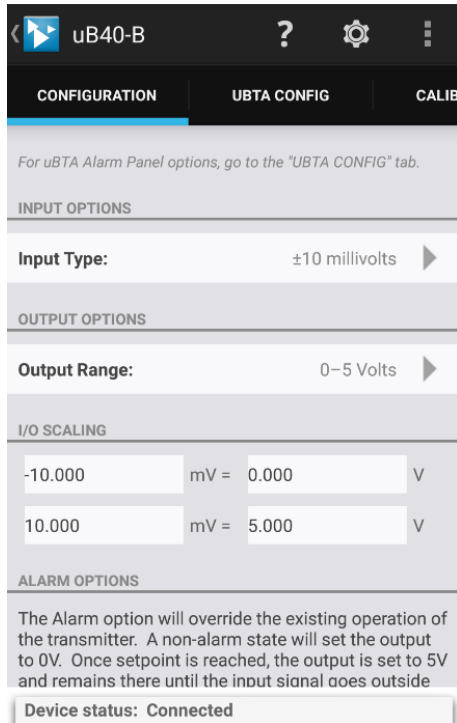 uB40-B ?
CONFIGURATION UBTA CONFIG CALIB
For uBTA Alarm Panel options, go to the "UBTA CONFIG" tab.
INPUT OPTIONS
Input Type: ±10 millivolts
OUTPUT OPTIONS
Output Range: 0–5 Volts
I/O SCALING
-10.000 mV = 0.000 V
10.000 mV = 5.000 V
ALARM OPTIONS
The Alarm option will override the existing operation of
the transmitter. A non-alarm state will set the output
to 0V. Once setpoint is reached, the output is set to 5V
and remains there until the input signal goes outside
Device status: Connected